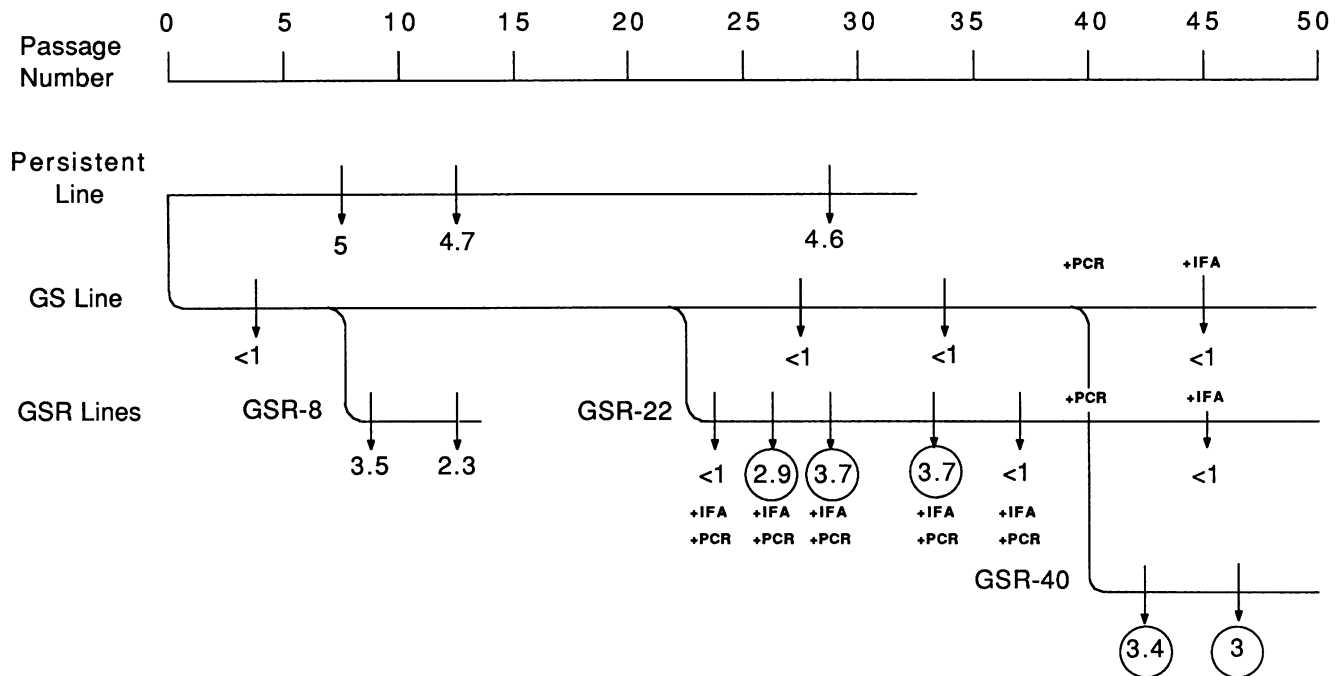 0 5 10 15 20 25 30 35 40 45 50
Passage
Number
Persistent
Line
5 4.7 4.6
+PCR +IFA
GS Line
<1 <1 <1 <1
GSR Lines GSR-8 GSR-22 +PCR +IFA
3.5 2.3 <1 2.9 3.7 3.7 <1 <1
+IFA +IFA +IFA +IFA +IFA
+PCR +PCR +PCR +PCR +PCR
GSR-40
3.4 3